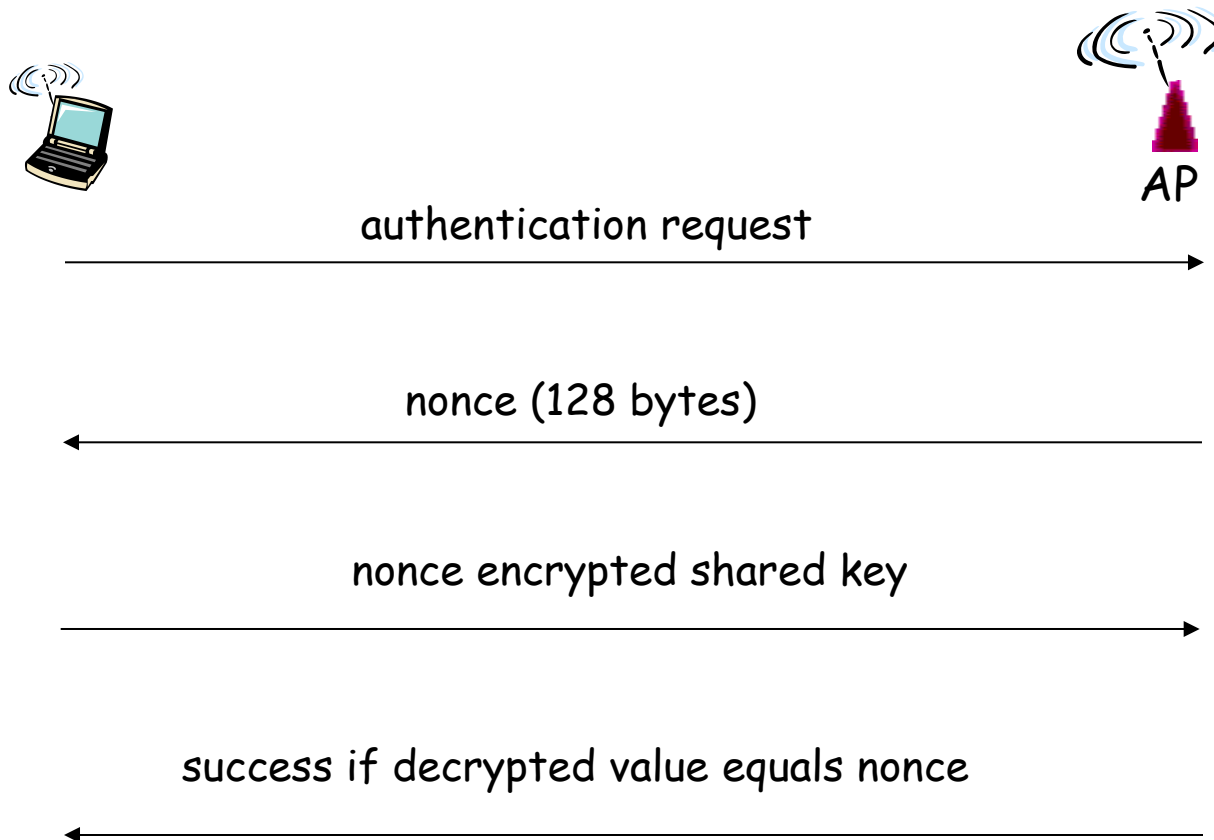 AP
authentication request
nonce (128 bytes)
nonce encrypted shared key
success if decrypted value equals nonce